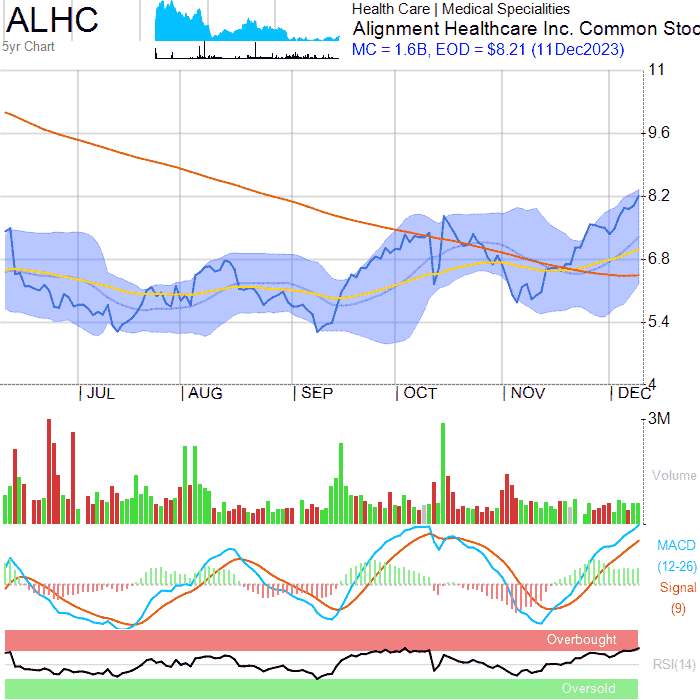 ALHC
5yr Chart
Health Care | Medical Specialities
Alignment Healthcare Inc. Common Stoc
MC = 1.6B, EOD = $8.21 (11Dec2023)
11
9.6
8.2
6.8
5.4
4
| JUL | AUG | SEP | OCT | NOV | DEC
3M
Volume
MACD
(12-26)
Signal
(9)
Overbought
RSI(14)
Oversold